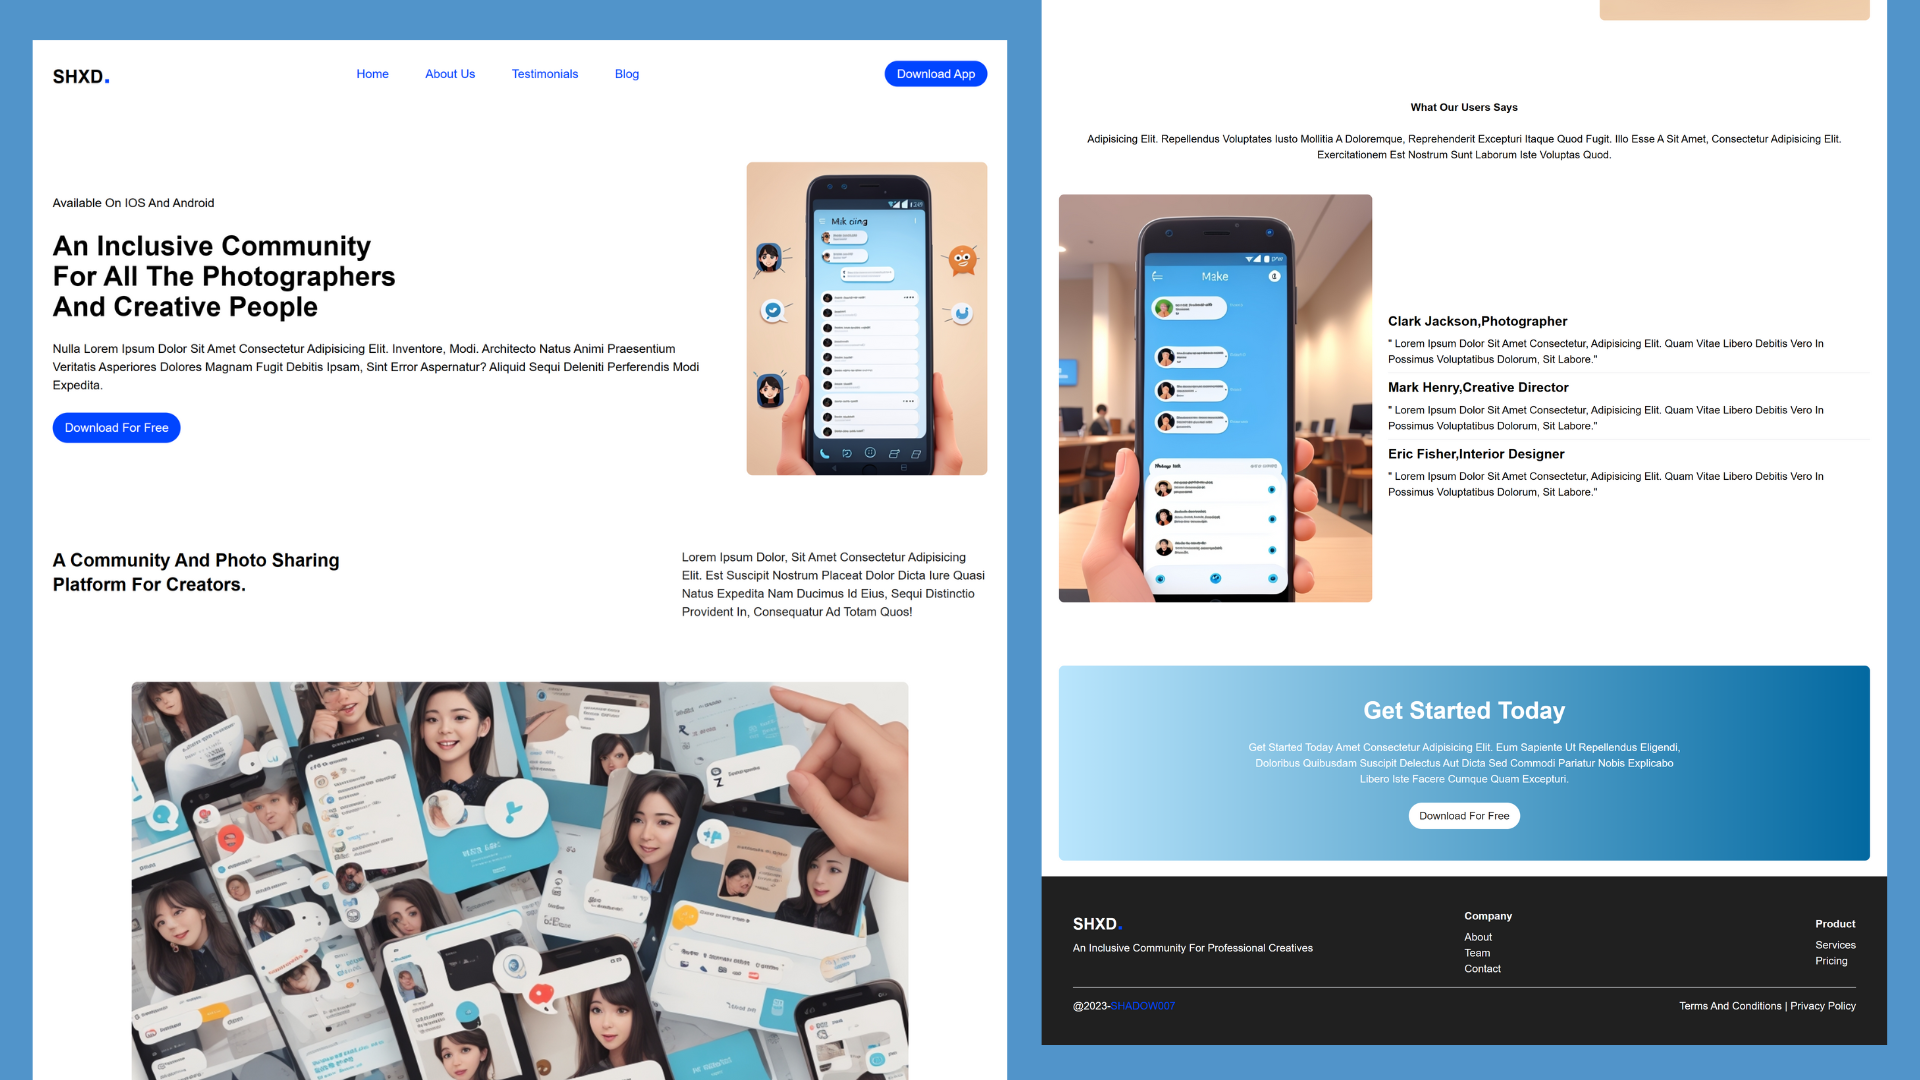 SHXD.
Home
About Us
Testimonials
Blog
Download App
Available On IOS And Android
An Inclusive Community
For All The Photographers
And Creative People
Nulla Lorem Ipsum Dolor Sit Amet Consectetur Adipisicing Elit. Inventore, Modi. Architecto Natus Animi Praesentium
Veritatis Asperiores Dolores Magnam Fugit Debitis Ipsam, Sint Error Aspernatur? Aliquid Sequi Deleniti Perferendis Modi
Expedita.
Download For Free
A Community And Photo Sharing
Platform For Creators.
Lorem Ipsum Dolor, Sit Amet Consectetur Adipisicing
Elit. Est Suscipit Nostrum Placeat Dolor Dicta Iure Quasi
Natus Expedita Nam Ducimus Id Eius, Sequi Distinctio
Provident In, Consequatur Ad Totam Quos!
What Our Users Says
Adipisicing Elit. Repellendus Voluptates Iusto Mollitia A Doloremque, Reprehenderit Excepturi Itaque Quod Fugit. Illo Esse A Sit Amet, Consectetur Adipisicing Elit.
Exercitationem Est Nostrum Sunt Laborum Iste Voluptas Quod.
Make
Clark Jackson,Photographer
" Lorem Ipsum Dolor Sit Amet Consectetur, Adipisicing Elit. Quam Vitae Libero Debitis Vero In
Possimus Voluptatibus Dolorum, Sit Labore."
Mark Henry,Creative Director
" Lorem Ipsum Dolor Sit Amet Consectetur, Adipisicing Elit. Quam Vitae Libero Debitis Vero In
Possimus Voluptatibus Dolorum, Sit Labore."
Eric Fisher,Interior Designer
" Lorem Ipsum Dolor Sit Amet Consectetur, Adipisicing Elit. Quam Vitae Libero Debitis Vero In
Possimus Voluptatibus Dolorum, Sit Labore."
Get Started Today
Get Started Today Amet Consectetur Adipisicing Elit. Eum Sapiente Ut Repellendus Eligendi,
Doloribus Quibusdam Suscipit Delectus Aut Dicta Sed Commodi Pariatur Nobis Explicabo
Libero Iste Facere Cumque Quam Excepturi.
Download For Free
SHXD.
An Inclusive Community For Professional Creatives
Company
About
Team
Contact
Product
Services
Pricing
@2023-SHADOW007
Terms And Conditions | Privacy Policy